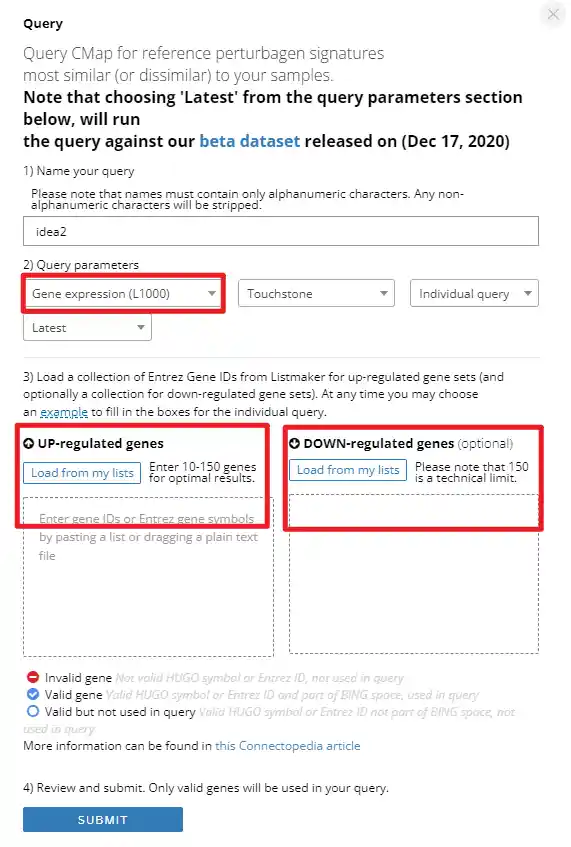 Query
Query CMap for reference perturbagen signatures
most similar (or dissimilar) to your samples.
Note that choosing 'Latest' from the query parameters section
below, will run
the query against our beta dataset released on (Dec 17, 2020)
1) Name your query
Please note that names must contain only alphanumeric characters. Any non-
alphanumeric characters will be stripped.
idea2
2) Query parameters
Gene expression (L1000)
Touchstone
Individual query
Latest
3) Load a collection of Entrez Gene IDs from Listmaker for up-regulated gene sets (and
optionally a collection for down-regulated gene sets). At any time you may choose
an example to fill in the boxes for the individual query.
UP-regulated genes
Load from my lists
Enter 10-150 genes
for optimal results.
Enter gene IDs or Entrez gene symbols
by pasting a list or dragging a plain text
file
DOWN-regulated genes (optional)
Load from my lists
Please note that 150
is a technical limit.
Invalid gene Not valid HUGO symbol or Entrez ID, not used in query
Valid gene Valid HUGO symbol or Entrez ID and part of BING space, used in query
Valid but not used in query Valid HUGO symbol or Entrez ID not part of BING space, not
used in query
More information can be found in this Connectopedia article
4) Review and submit. Only valid genes will be used in your query.
SUBMIT